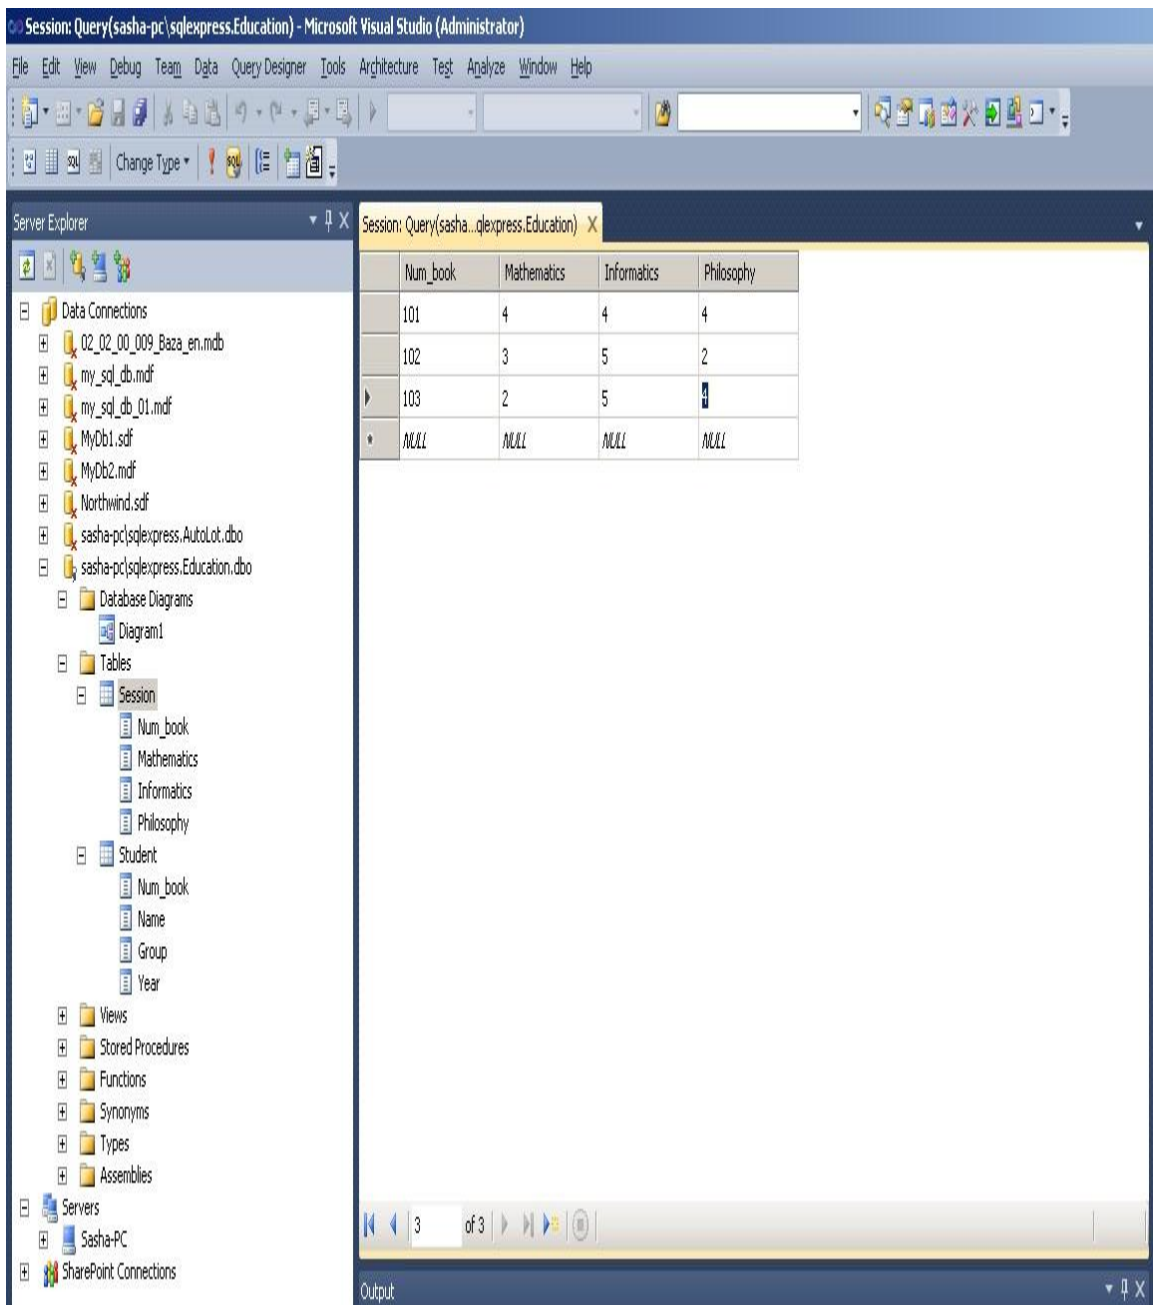 Session: Query(sasha-pc\sqlexpress.Education) - Microsoft Visual Studio (Administrator)
File Edit View Debug Team Data Query Designer Tools Architecture Test Analyze Window Help
Change Type
Server Explorer
Data Connections
02_02_00_009_Baza_en.mdb
my_sql_db.mdf
my_sql_db_01.mdf
MyDb1.sdf
MyDb2.mdf
Northwind.sdf
sasha-pc\sqlexpress.AutoLot.dbo
sasha-pc\sqlexpress.Education.dbo
Database Diagrams
Diagram1
Tables
Session
Num_book
Mathematics
Informatics
Philosophy
Student
Num_book
Name
Group
Year
Views
Stored Procedures
Functions
Synonyms
Types
Assemblies
Servers
Sasha-PC
SharePoint Connections
Session: Query(sasha...qlexpress.Education)
Num_book Mathematics Informatics Philosophy
101 4 4 4
102 3 5 2
103 2 5 4
NULL NULL NULL NULL
3 of 3
Output